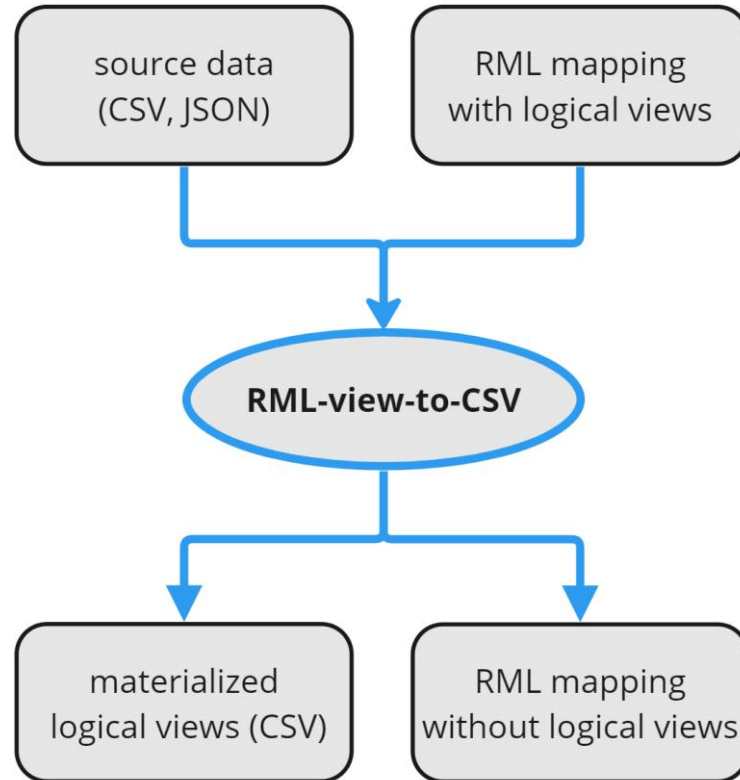 source data
(CSV, JSON)
RML mapping
with logical views
RML-view-to-CSV
materialized
logical views (CSV)
RML mapping
without logical views